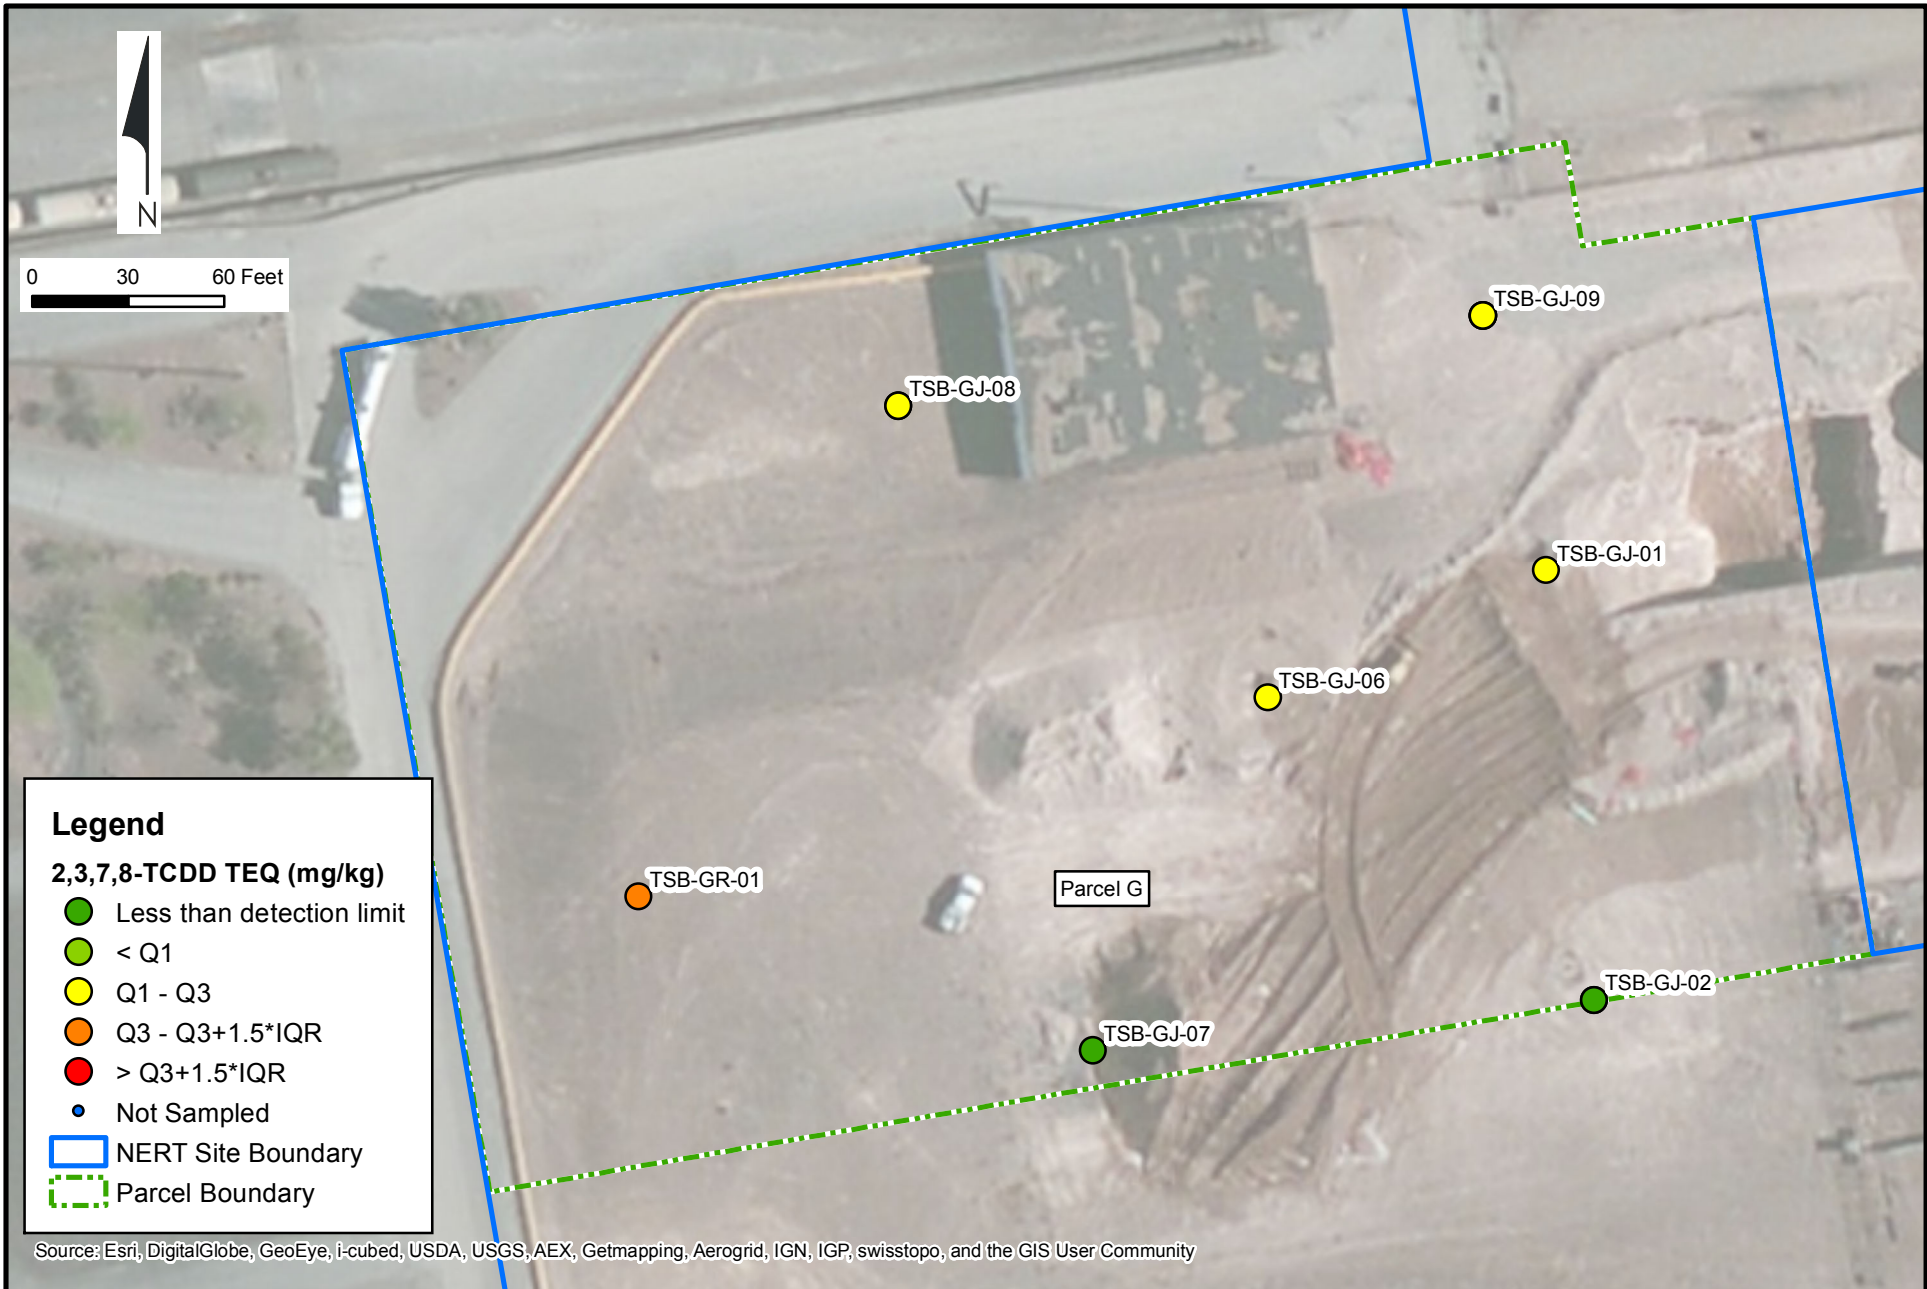 N
0 30 60 Feet
TSB-GJ-09
TSB-GJ-08
TSB-GJ-01
TSB-GJ-06
TSB-GR-01
Parcel G
TSB-GJ-02
TSB-GJ-07
Legend
2,3,7,8-TCDD TEQ (mg/kg)
Less than detection limit
< Q1
Q1 - Q3
Q3 - Q3+1.5*IQR
> Q3+1.5*IQR
Not Sampled
NERT Site Boundary
Parcel Boundary
Source: Esri, DigitalGlobe, GeoEye, i-cubed, USDA, USGS, AEX, Getmapping, Aerogrid, IGN, IGP, swisstopo, and the GIS User Community